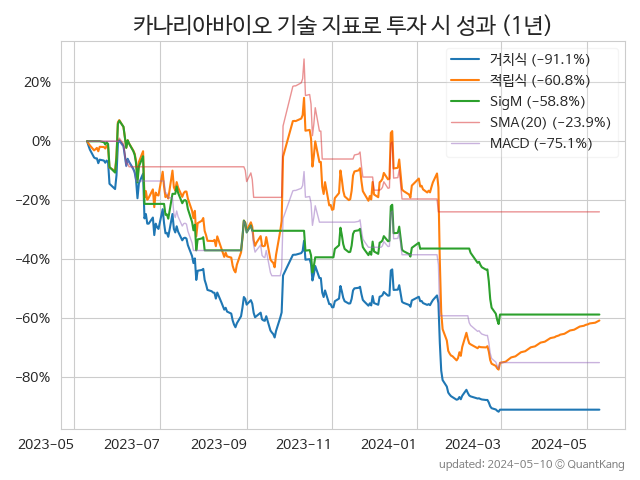 카나리아바이오 기술 지표로 투자 시 성과 (1년)
거치식 (−91.1%)
적립식 (−60.8%)
SigM (−58.8%)
SMA(20) (−23.9%)
MACD (−75.1%)
20%
0%
−20%
−40%
−60%
−80%
2023-05 2023-07 2023-09 2023-11 2024-01 2024-03 2024-05
updated: 2024-05-10 © QuantKang